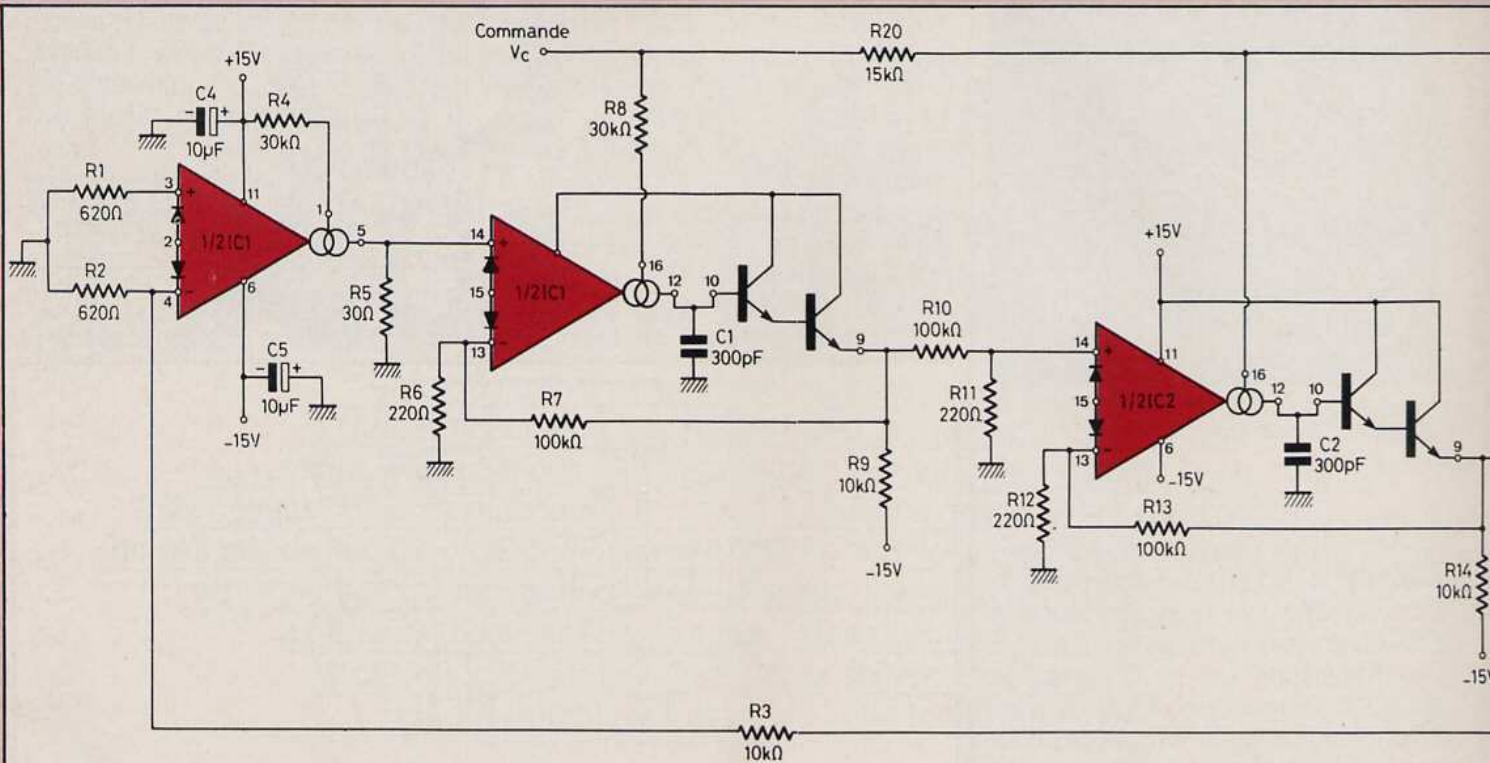 Commande
Vc
R20
15kΩ
+15V
C4
- +
10µF
R4
30kΩ
R8
30kΩ
R1
620Ω
3
+
11
1
2
1/2IC1
5
R2
620Ω
-
4
6
R5
30Ω
C5
- +
10µF
-15V
14
+
16
15
1/2IC1
12
10
-
13
C1
300pF
R6
220Ω
R7
100kΩ
9
R9
10kΩ
-15V
R10
100kΩ
R11
220Ω
+15V
14
+
11
16
15
1/2IC2
12
10
-
13
6
-15V
C2
300pF
9
R12
220Ω
R13
100kΩ
R14
10kΩ
-15V
R3
10kΩ